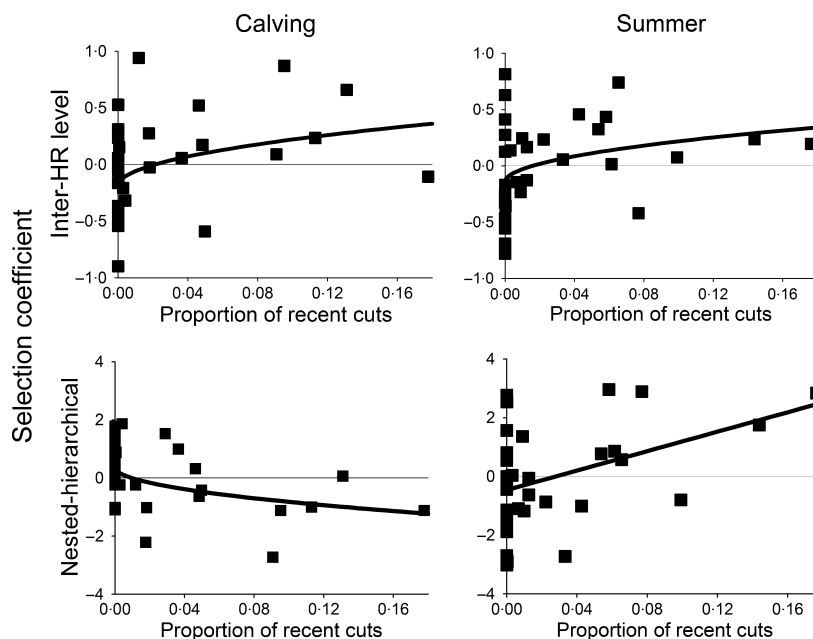 Calving
Summer
Selection coefficient
Inter-HR level
1·0
0·5
0·0
–0·5
–1·0
0·00 0·04 0·08 0·12 0·16
Proportion of recent cuts
1·0
0·5
0·0
–0·5
–1·0
0·00 0·04 0·08 0·12 0·16
Proportion of recent cuts
Nested-hierarchical
4
2
0
–2
–4
0·00 0·04 0·08 0·12 0·16
Proportion of recent cuts
4
2
0
–2
–4
0·00 0·04 0·08 0·12 0·16
Proportion of recent cuts